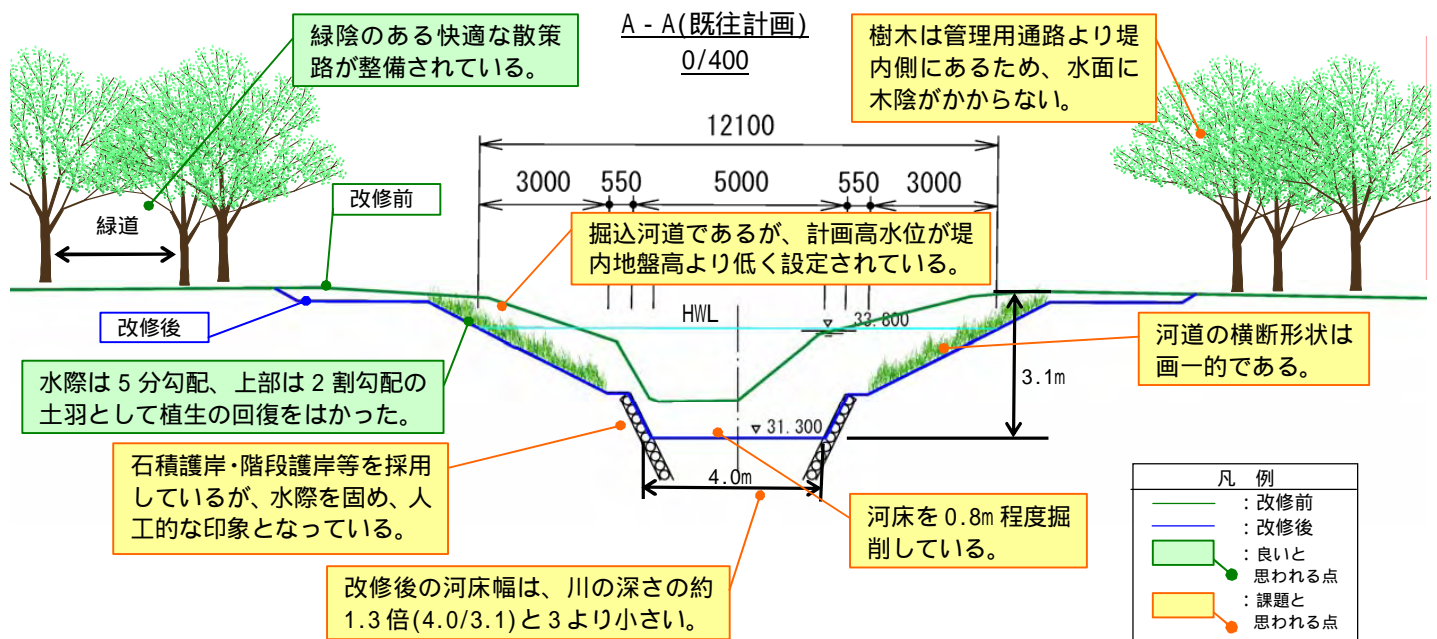 A - A(既往計画)
0/400
緑陰のある快適な散策
路が整備されている。
樹木は管理用通路より堤
内側にあるため、水面に
木陰がかからない。
12100
3000
550
5000
550
3000
改修前
緑道
掘込河道であるが、計画高水位が堤
内地盤高より低く設定されている。
改修後
HWL
33.800
河道の横断形状は
画一的である。
3.1m
水際は5分勾配、上部は2割勾配の
土羽として植生の回復をはかった。
31.300
石積護岸・階段護岸等を採用
しているが、水際を固め、人
工的な印象となっている。
4.0m
河床を0.8m程度掘
削している。
改修後の河床幅は、川の深さの約
1.3倍(4.0/3.1)と3より小さい。
凡 例
：改修前
：改修後
：良いと
思われる点
：課題と
思われる点